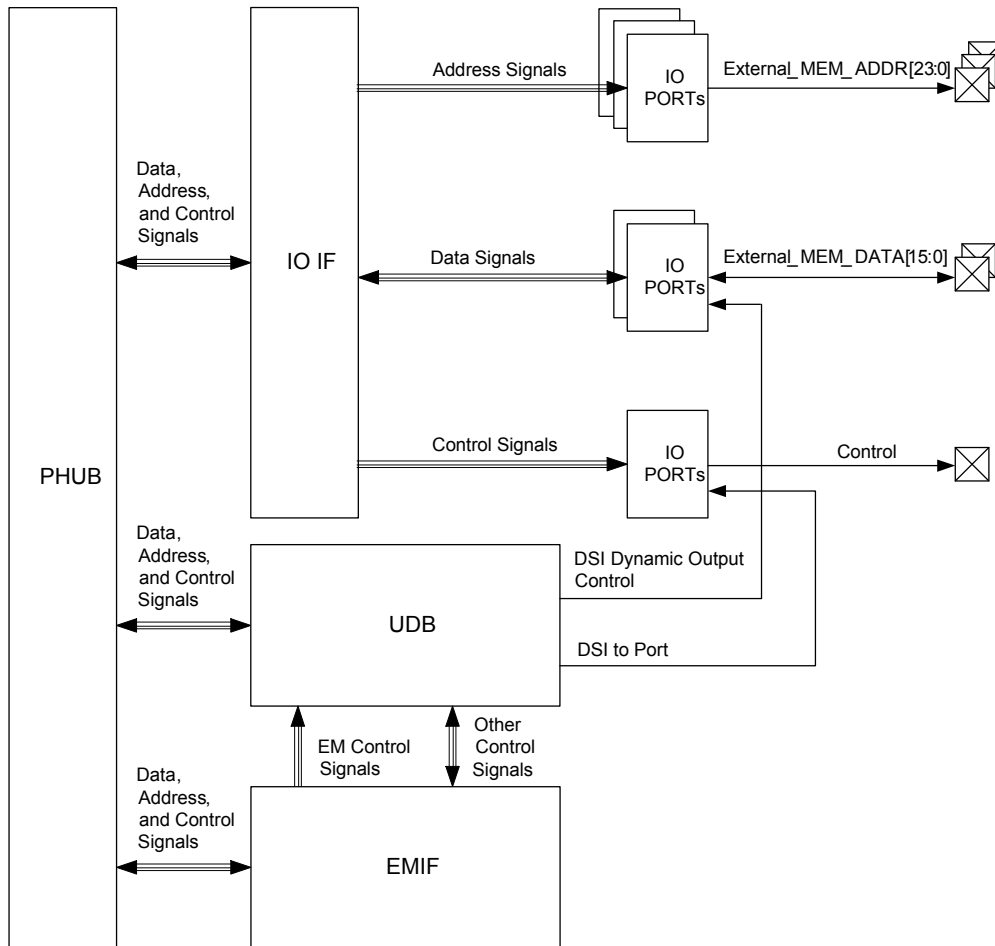 Address Signals
IO
PORTs
External_MEM_ADDR[23:0]
Data,
Address,
and Control
Signals
IO IF
Data Signals
IO
PORTs
External_MEM_DATA[15:0]
Control Signals
IO
PORTs
Control
PHUB
Data,
Address,
and Control
Signals
UDB
DSI Dynamic Output
Control
DSI to Port
EM Control
Signals
Other
Control
Signals
Data,
Address,
and Control
Signals
EMIF